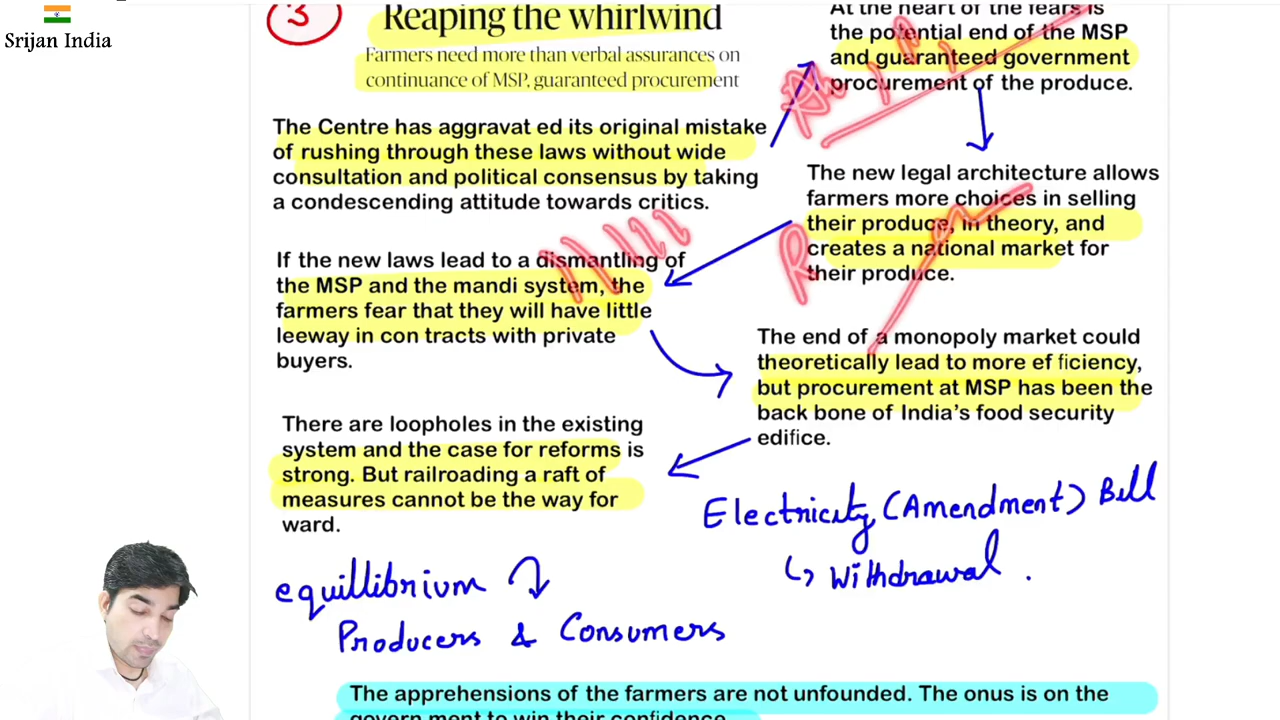 Srijan India
3
Reaping the whirlwind
Farmers need more than verbal assurances on
continuance of MSP, guaranteed procurement
The Centre has aggravat ed its original mistake
of rushing through these laws without wide
consultation and political consensus by taking
a condescending attitude towards critics.
At the heart of the fears is
the potential end of the MSP
and guaranteed government
procurement of the produce.
The new legal architecture allows
farmers more choices in selling
their produce, in theory, and
creates a national market for
their produce.
If the new laws lead to a dismantling of
the MSP and the mandi system, the
farmers fear that they will have little
leeway in con tracts with private
buyers.
The end of a monopoly market could
theoretically lead to more ef ficiency,
but procurement at MSP has been the
back bone of India's food security
edifice.
There are loopholes in the existing
system and the case for reforms is
strong. But railroading a raft of
measures cannot be the way for
ward.
Electricity (Amendment) Bill
Withdrawal.
equillibrium
Producers & Consumers
The apprehensions of the farmers are not unfounded. The onus is on the
govern ment to win their confidence.